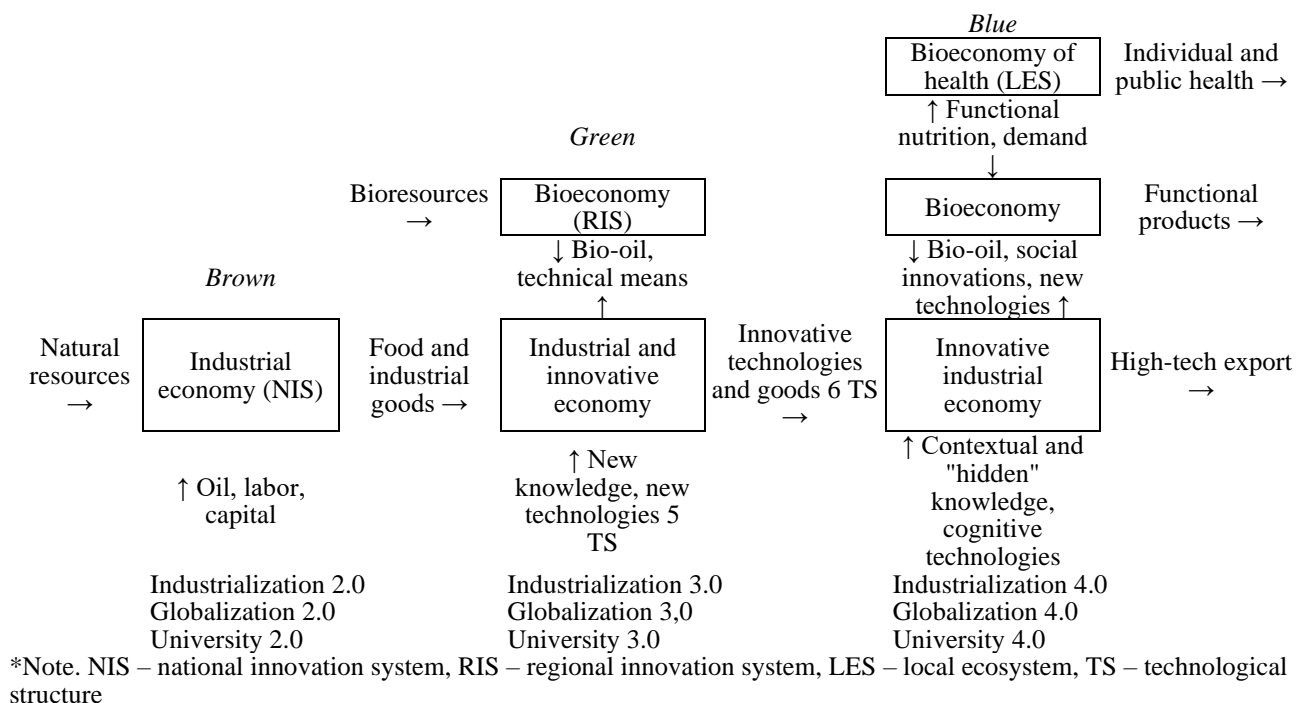 Blue
Bioeconomy of
health (LES)
Individual and
public health →
↑ Functional
nutrition, demand
↓
Green
Bioresources
→
Bioeconomy
(RIS)
Bioeconomy
Functional
products →
↓ Bio-oil,
technical means
↑
↓ Bio-oil, social
innovations, new
technologies ↑
Brown
Natural
resources
→
Industrial
economy (NIS)
Food and
industrial
goods →
Industrial and
innovative
economy
Innovative
technologies
and goods 6 TS
→
Innovative
industrial
economy
High-tech export
→
↑ Oil, labor,
capital
↑ New
knowledge, new
technologies 5
TS
↑ Contextual and
"hidden"
knowledge,
cognitive
technologies
Industrialization 2.0
Globalization 2.0
University 2.0
Industrialization 3.0
Globalization 3,0
University 3.0
Industrialization 4.0
Globalization 4.0
University 4.0
*Note. NIS – national innovation system, RIS – regional innovation system, LES – local ecosystem, TS – technological
structure